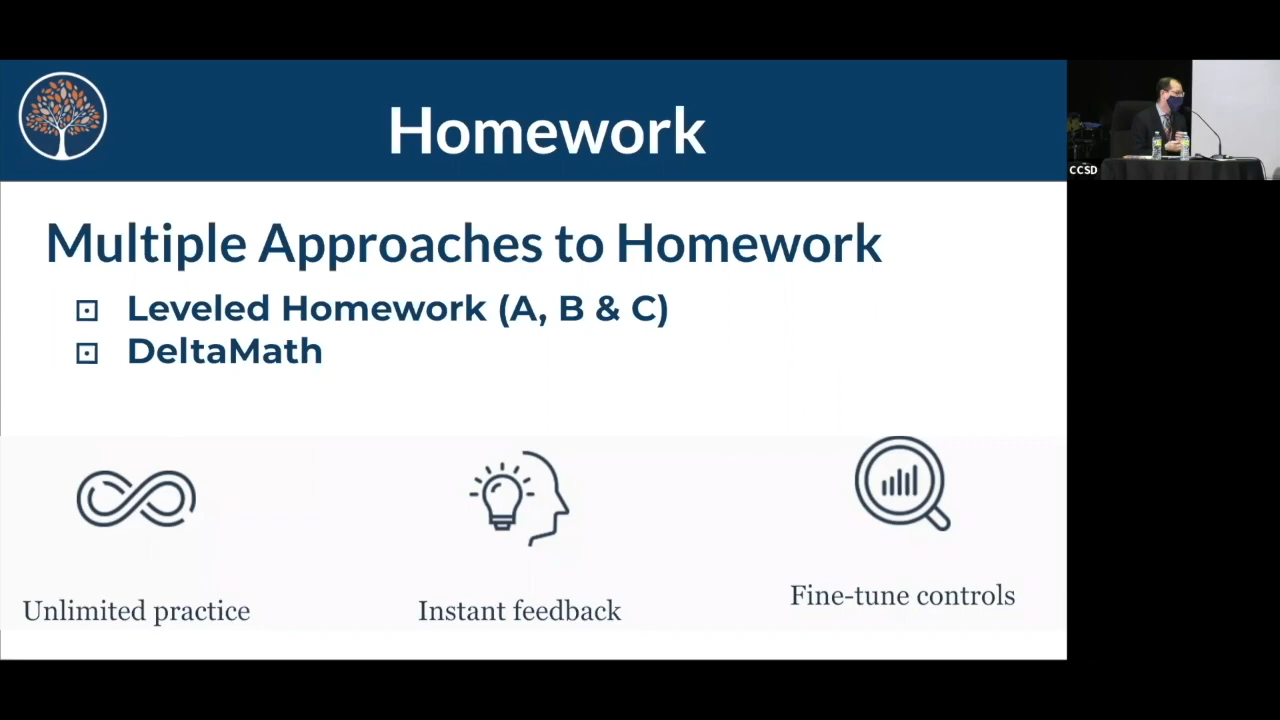 Homework
CCSD
Multiple Approaches to Homework
Leveled Homework (A, B & C)
DeltaMath
Unlimited practice
Instant feedback
Fine-tune controls